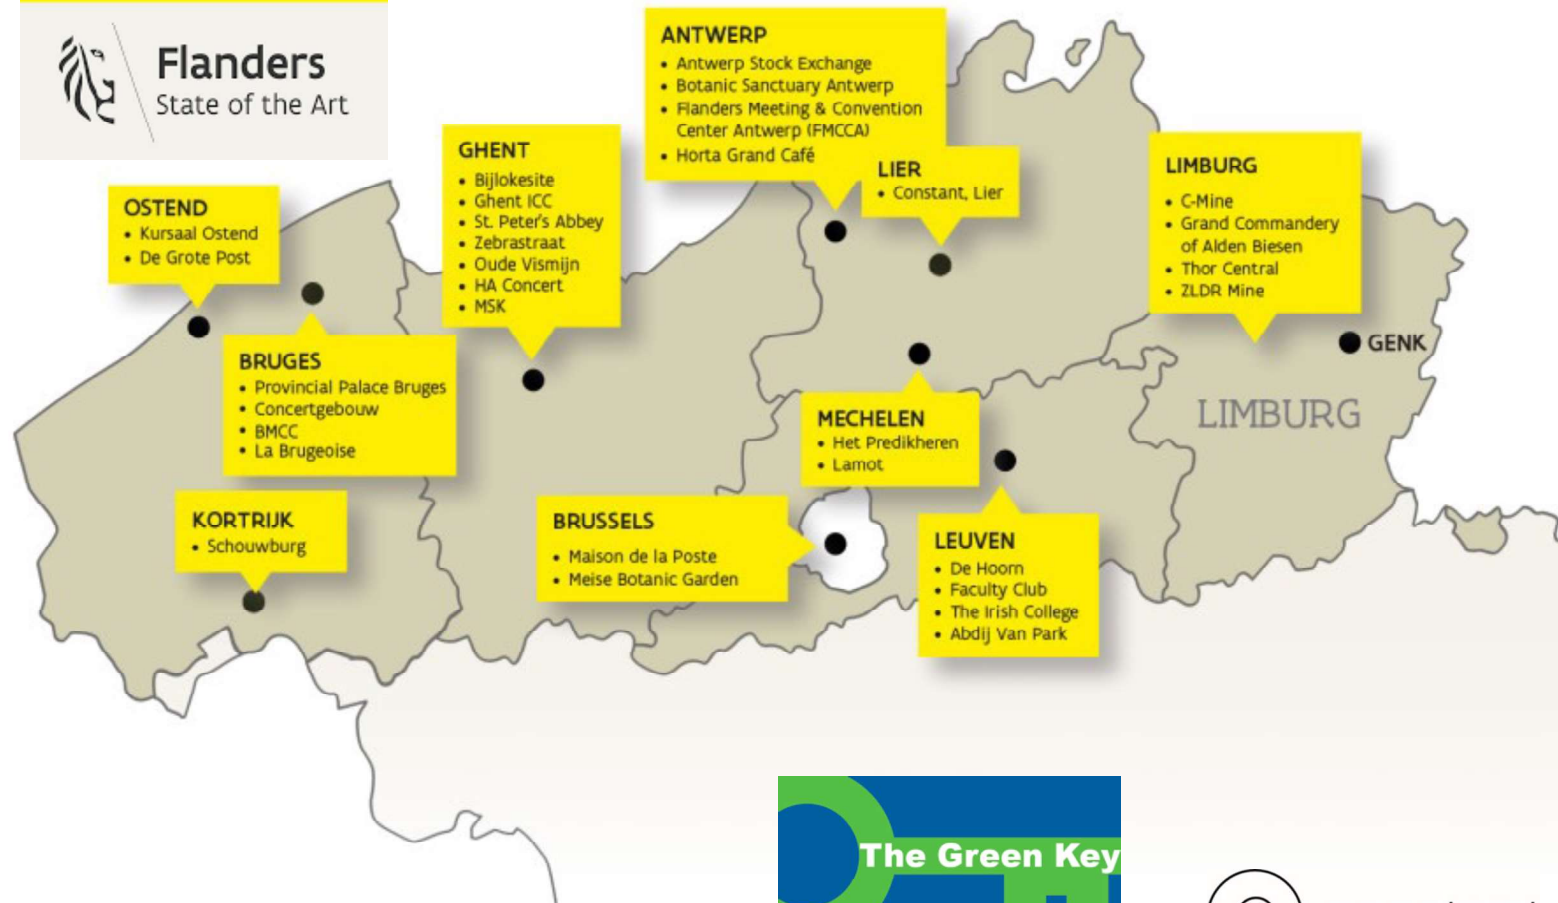 Flanders
State of the Art
OSTEND
• Kursaal Ostend
• De Grote Post
BRUGES
• Provincial Palace Bruges
• Concertgebouw
• BMCC
• La Brugeoise
KORTRIJK
• Schouwburg
GHENT
• Bijlokesite
• Ghent ICC
• St. Peter's Abbey
• Zebrastraat
• Oude Vismijn
• HA Concert
• MSK
ANTWERP
• Antwerp Stock Exchange
• Botanic Sanctuary Antwerp
• Flanders Meeting & Convention
Center Antwerp (FMCCA)
• Horta Grand Café
LIER
• Constant, Lier
MECHELEN
• Het Predikheren
• Lamot
BRUSSELS
• Maison de la Poste
• Meise Botanic Garden
LEUVEN
• De Hoorn
• Faculty Club
• The Irish College
• Abdij Van Park
LIMBURG
• C-Mine
• Grand Commandery
of Alden Biesen
• Thor Central
• ZLDR Mine
GENK
LIMBURG
The Green Key